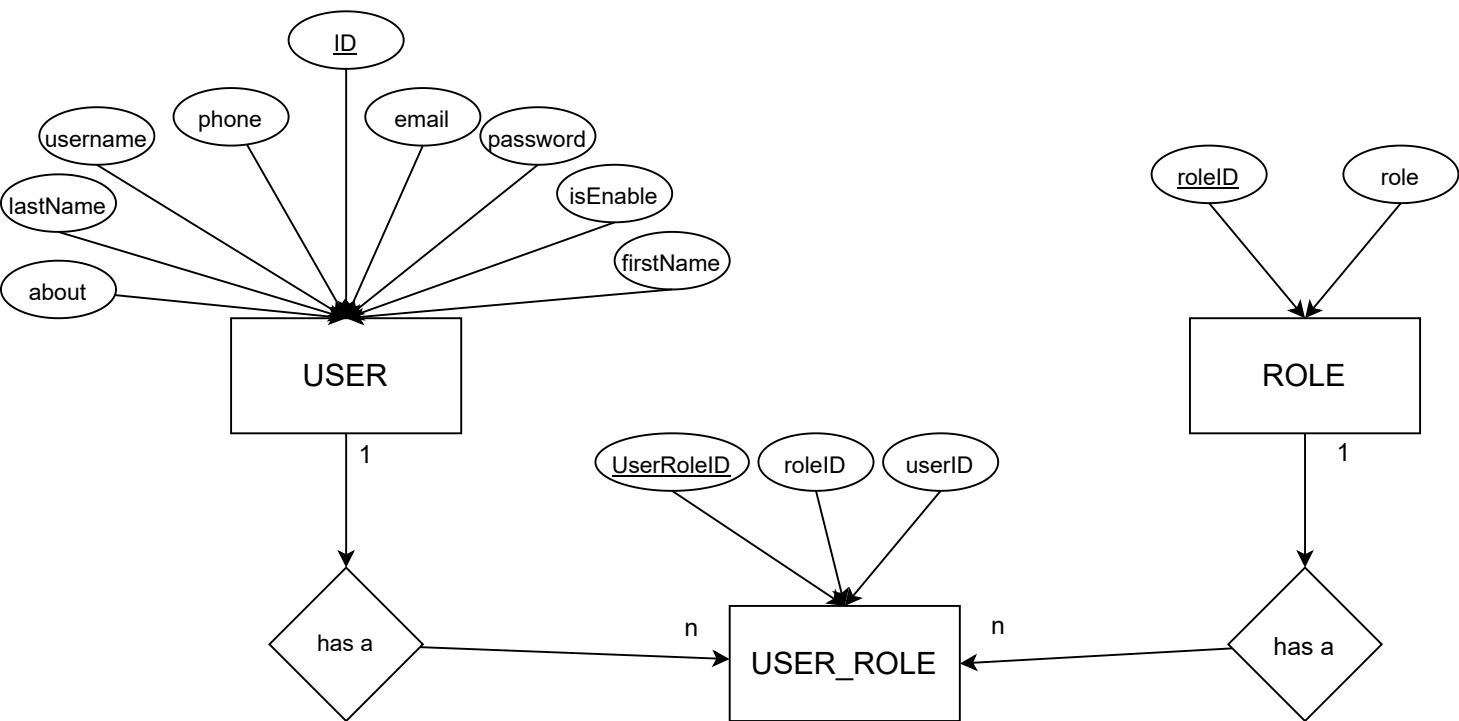 ID
phone
email
username
password
roleID
role
isEnable
lastName
firstName
about
USER
ROLE
1
1
UserRoleID
roleID
userID
n
n
has a
has a
USER_ROLE